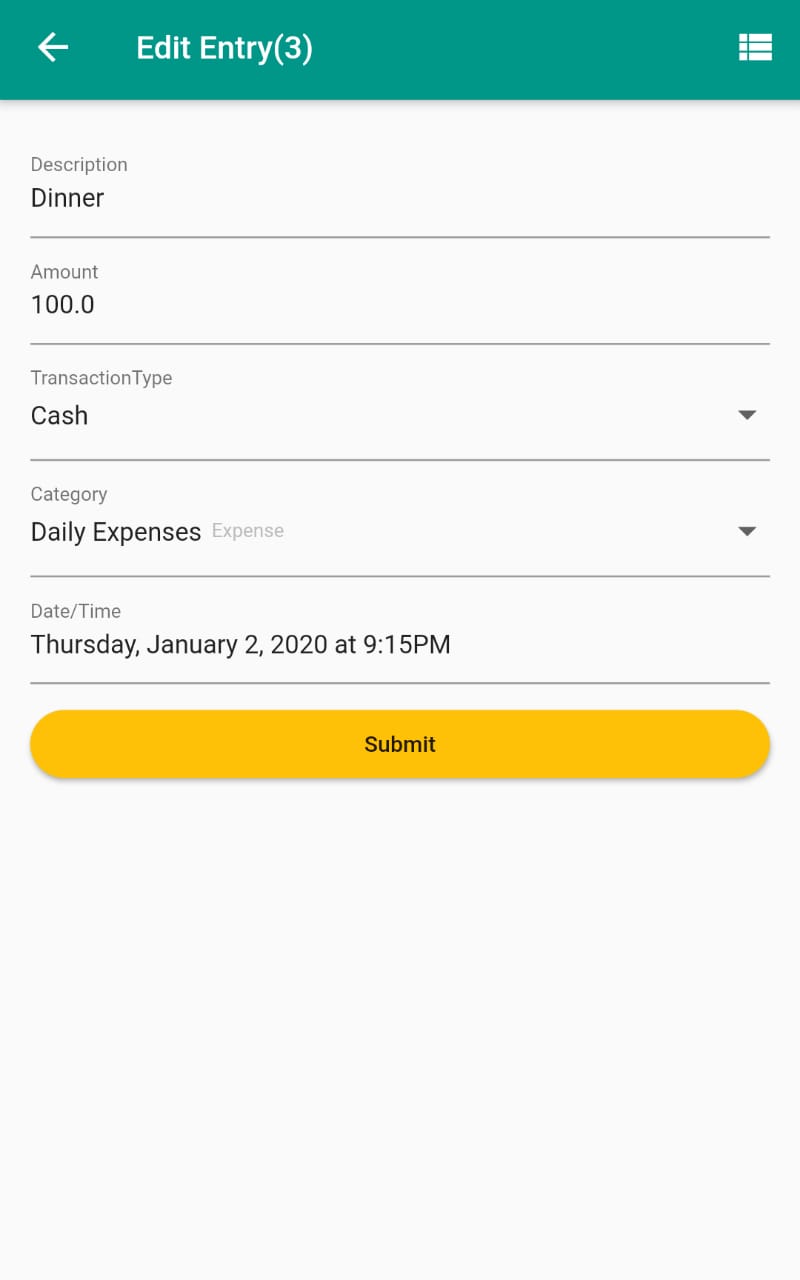 Edit Entry(3)
Description
Dinner
Amount
100.0
TransactionType
Cash
Category
Daily Expenses Expense
Date/Time
Thursday, January 2, 2020 at 9:15PM
Submit